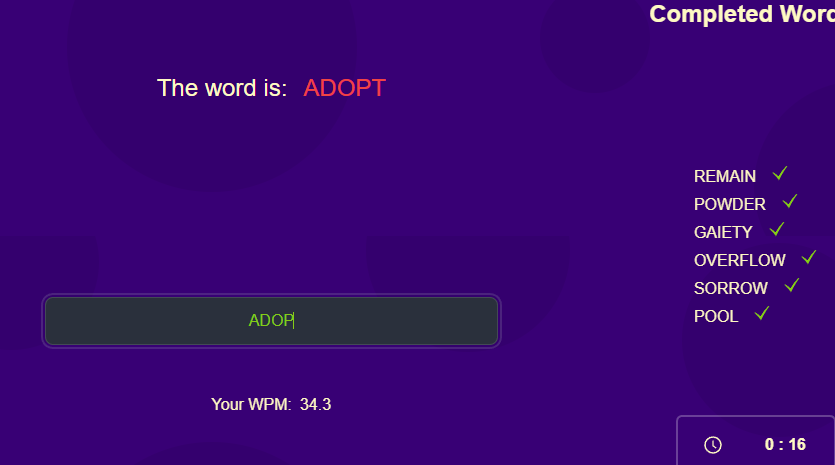 Completed Word
The word is: ADOPT
REMAIN
POWDER
GAIETY
OVERFLOW
SORROW
POOL
ADOP
Your WPM: 34.3
0 : 16